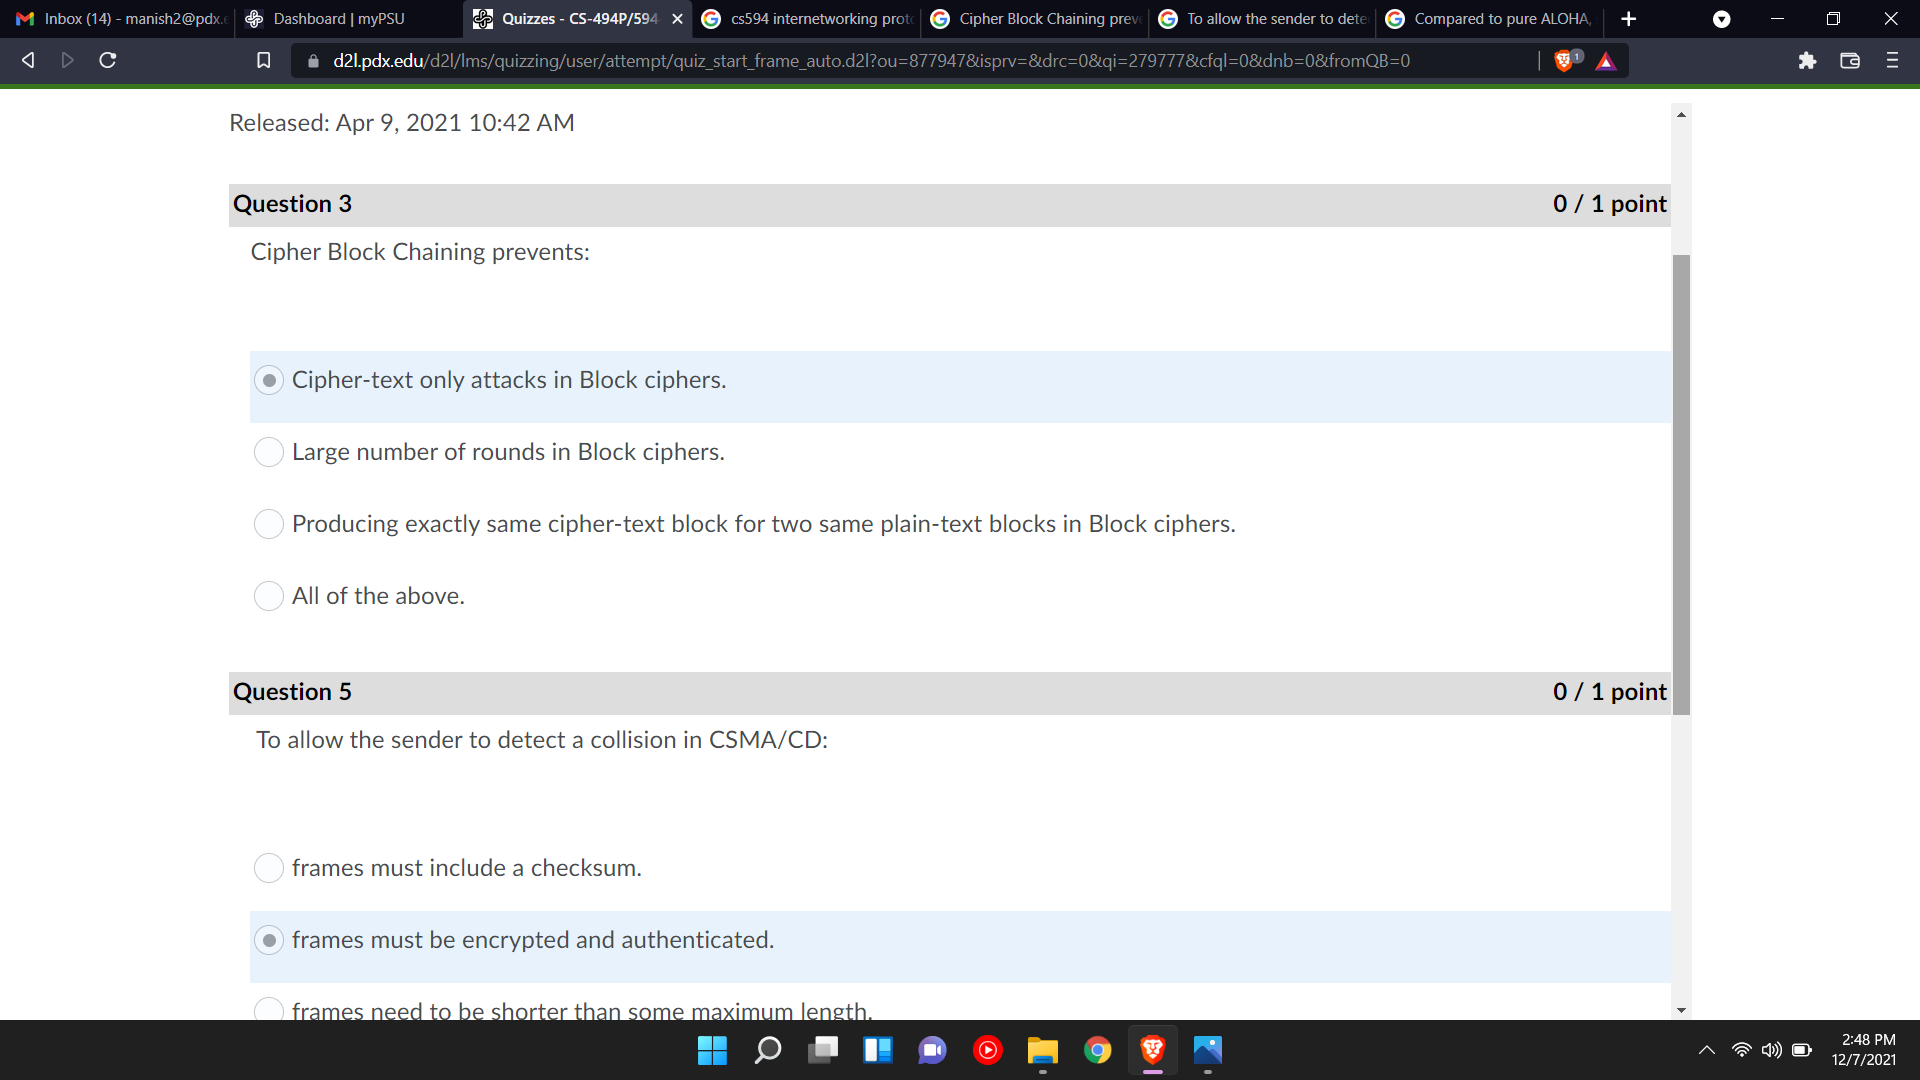 Inbox (14) - manish2@pdx.e
Dashboard | myPSU
Quizzes - CS-494P/594-
cs594 internetworking proto
Cipher Block Chaining preve
To allow the sender to detec
Compared to pure ALOHA,
d2l.pdx.edu/d2l/lms/quizzing/user/attempt/quiz_start_frame_auto.d2l?ou=877947&isprv=&drc=0&qi=279777&cfql=0&dnb=0&fromQB=0
1
Released: Apr 9, 2021 10:42 AM
Question 3 0 / 1 point
Cipher Block Chaining prevents:
Cipher-text only attacks in Block ciphers.
Large number of rounds in Block ciphers.
Producing exactly same cipher-text block for two same plain-text blocks in Block ciphers.
All of the above.
Question 5 0 / 1 point
To allow the sender to detect a collision in CSMA/CD:
frames must include a checksum.
frames must be encrypted and authenticated.
frames need to be shorter than some maximum length.
2:48 PM
12/7/2021